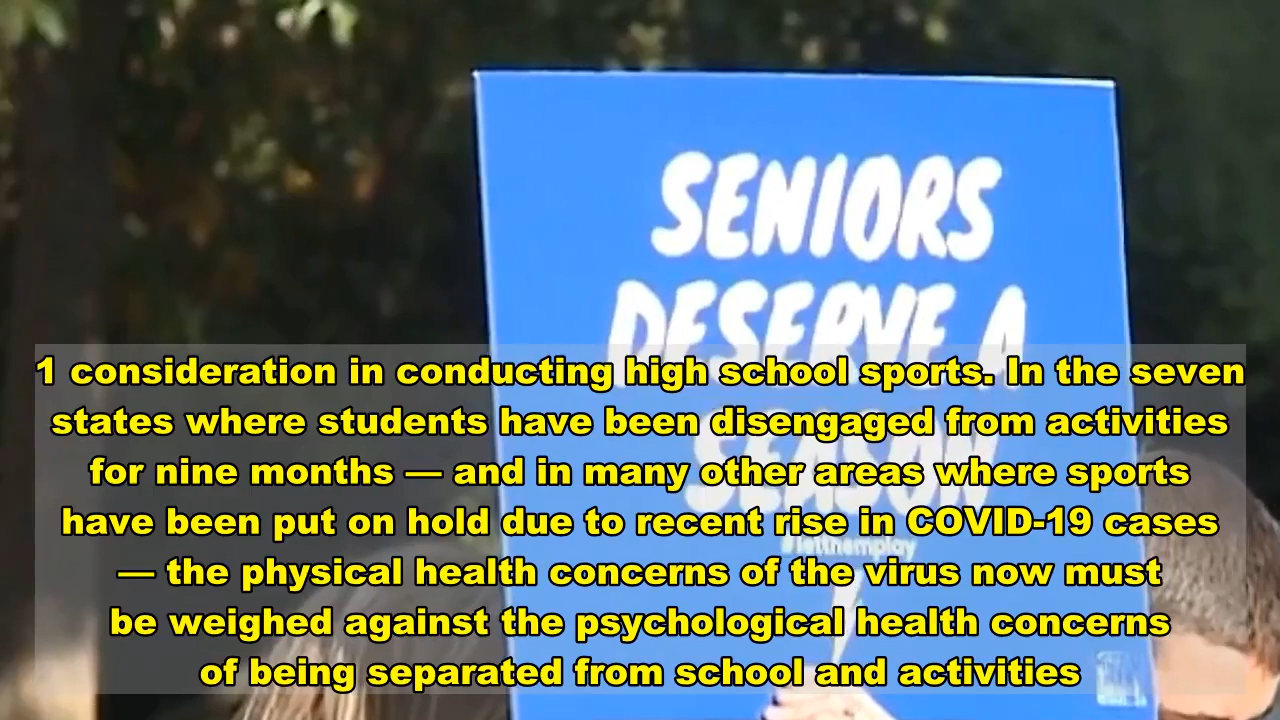 SENIORS
DESERVE A
SEASON
#letthemplay
1 consideration in conducting high school sports. In the seven
states where students have been disengaged from activities
for nine months — and in many other areas where sports
have been put on hold due to recent rise in COVID-19 cases
— the physical health concerns of the virus now must
be weighed against the psychological health concerns
of being separated from school and activities